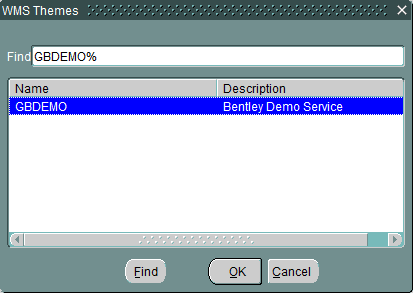 WMS Themes
Find GBDEMO%
Name Description
GBDEMO Bentley Demo Service
Find OK Cancel